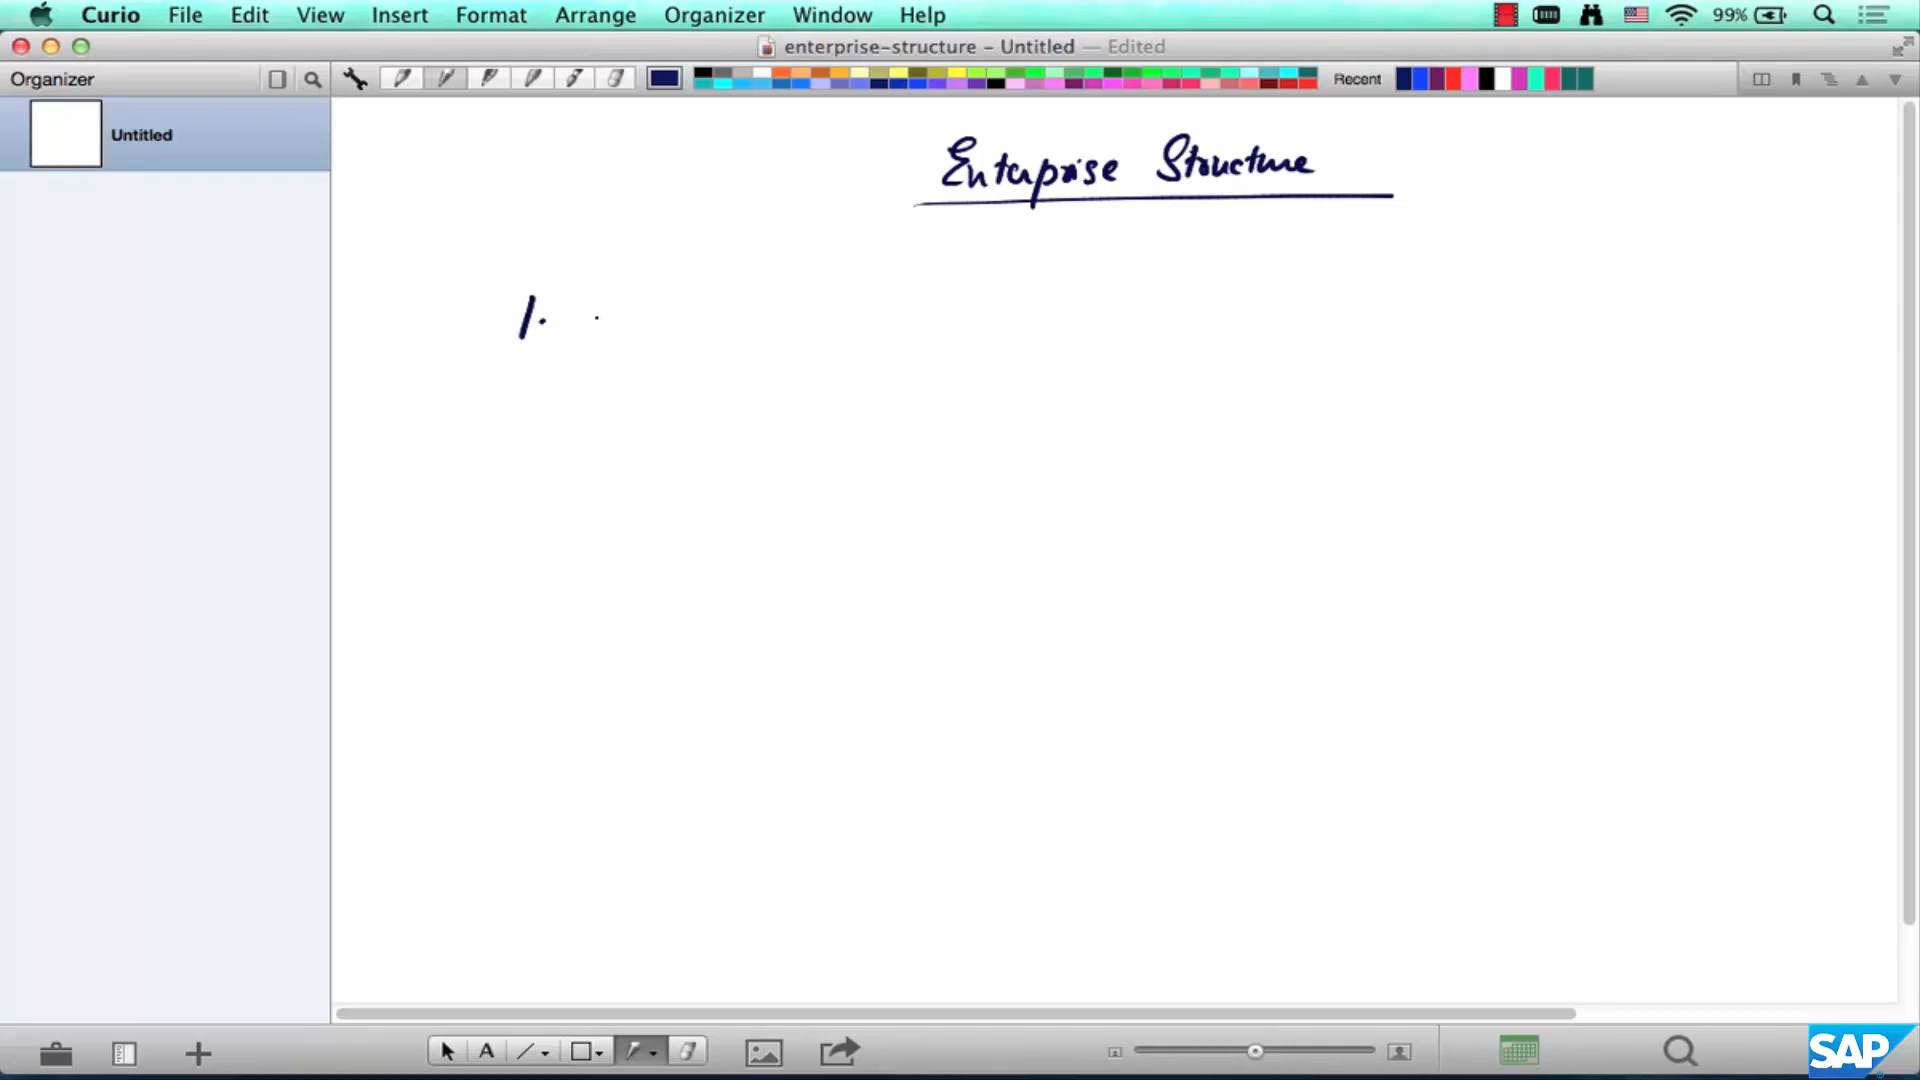 Curio File Edit View Insert Format Arrange Organizer Window Help 99%
enterprise-structure – Untitled — Edited
Organizer Recent
Untitled
Enterprise Structure
1.
A
SAP